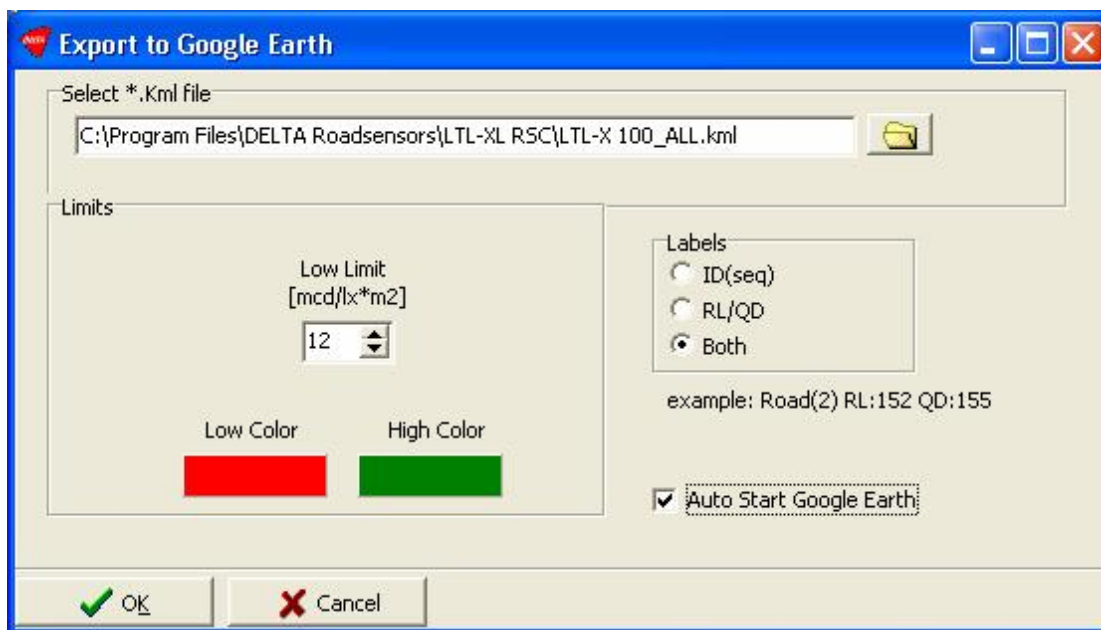 Export to Google Earth
Select *.Kml file
C:\Program Files\DELTA Roadsensors\LTL-XL RSC\LTL-X 100_ALL.kml
Limits
Low Limit
[mcd/lx*m2]
12
Low Color High Color
Labels
ID(seq)
RL/QD
Both
example: Road(2) RL:152 QD:155
Auto Start Google Earth
OK Cancel